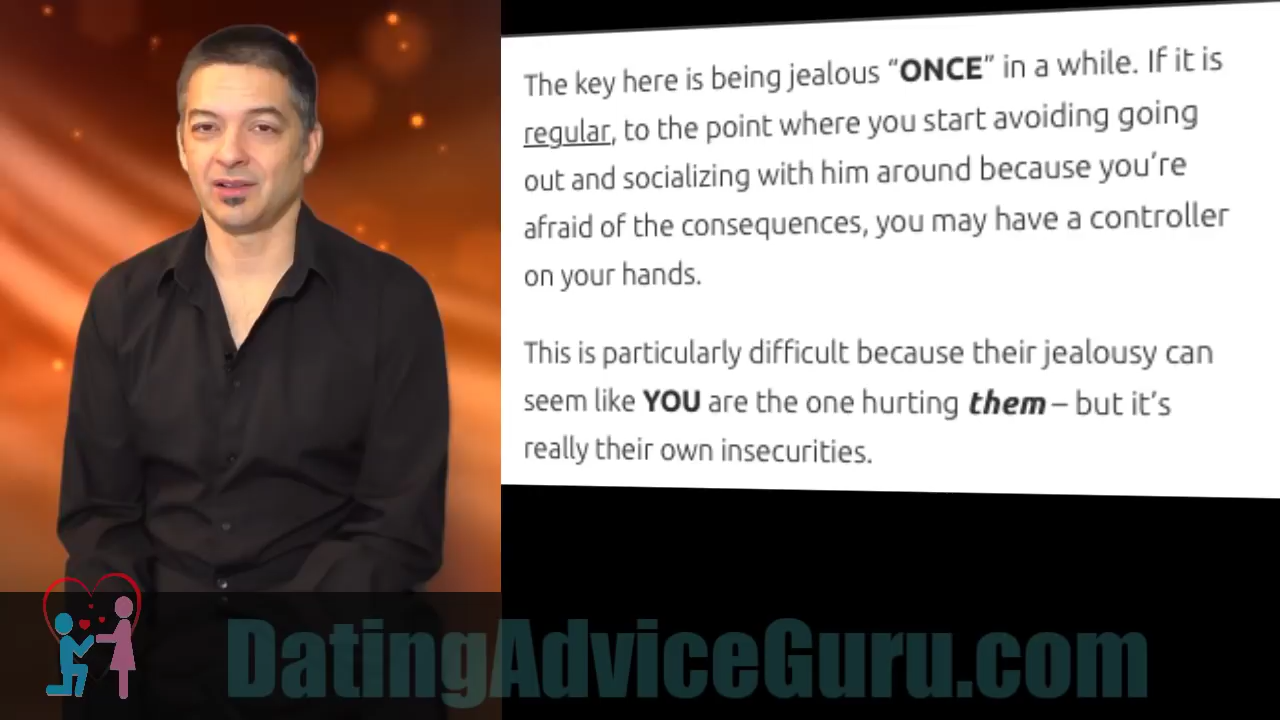 The key here is being jealous “ONCE” in a while. If it is
regular, to the point where you start avoiding going
out and socializing with him around because you’re
afraid of the consequences, you may have a controller
on your hands.
This is particularly difficult because their jealousy can
seem like YOU are the one hurting them – but it’s
really their own insecurities.
DatingAdviceGuru.com